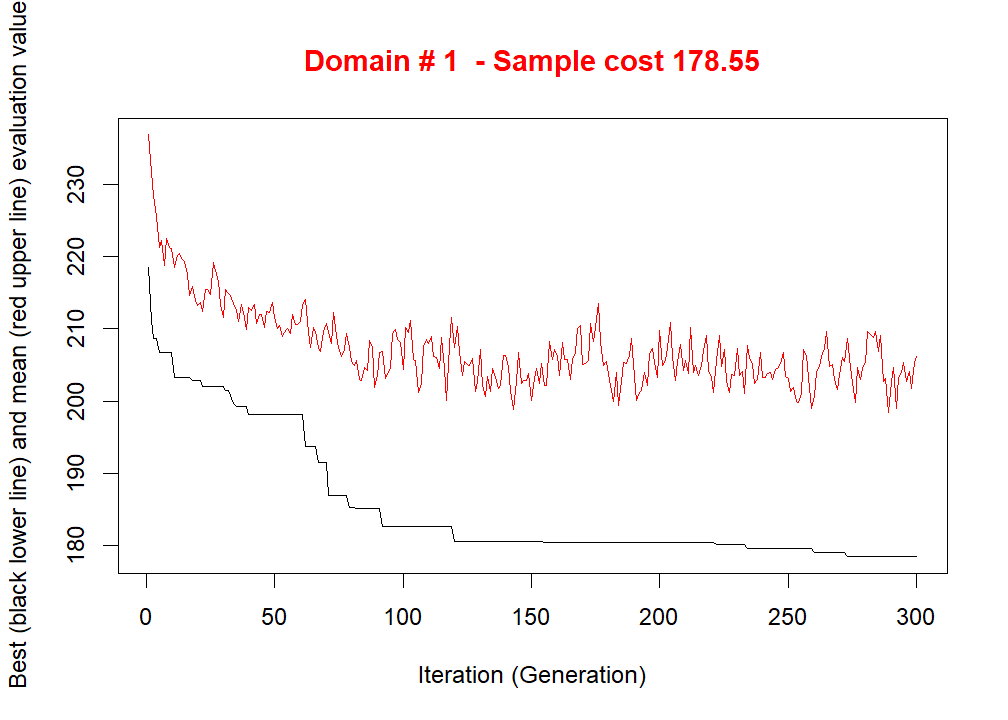 Domain # 1  - Sample cost 178.55
Best (black lower line) and mean (red upper line) evaluation value
230
220
210
200
190
180
0 50 100 150 200 250 300
Iteration (Generation)